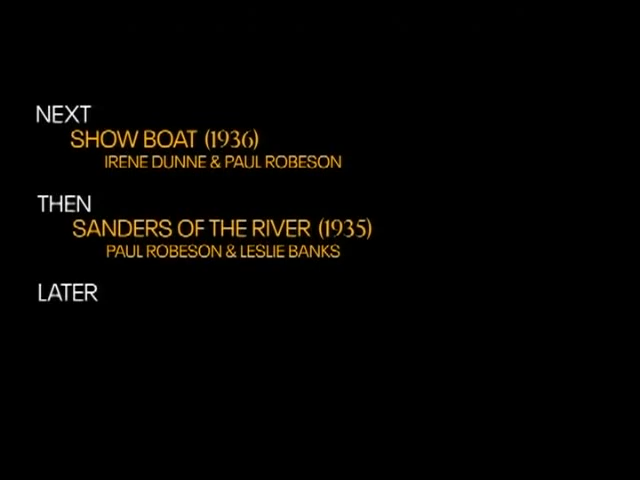 NEXT
SHOW BOAT (1936)
IRENE DUNNE & PAUL ROBESON
THEN
SANDERS OF THE RIVER (1935)
PAUL ROBESON & LESLIE BANKS
LATER